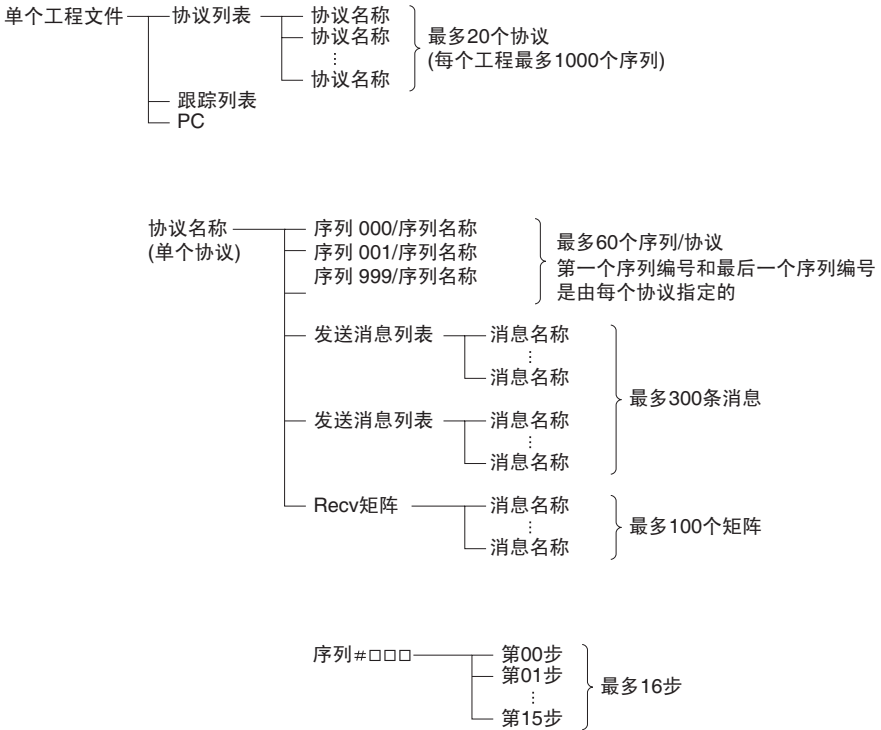 单个工程文件 协议列表 协议名称
协议名称
⋮
协议名称
最多20个协议
(每个工程最多1000个序列)
跟踪列表
PC
协议名称
(单个协议)
序列 000/序列名称
序列 001/序列名称
序列 999/序列名称
最多60个序列/协议
第一个序列编号和最后一个序列编号
是由每个协议指定的
发送消息列表 消息名称
⋮
消息名称
最多300条消息
发送消息列表 消息名称
⋮
消息名称
Recv矩阵 消息名称
⋮
消息名称
最多100个矩阵
序列#□□□ 第00步
第01步
⋮
第15步
最多16步